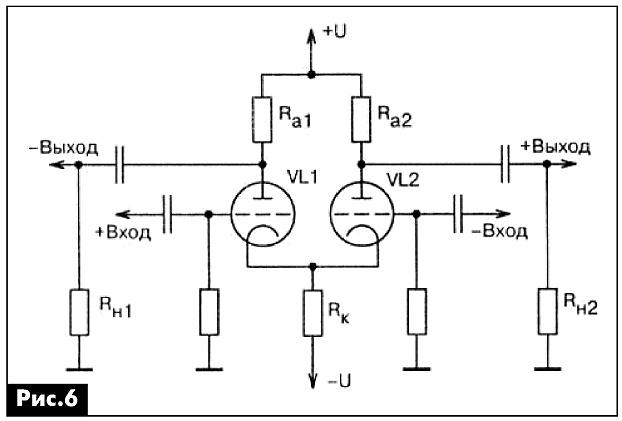 +U
Ra1
Ra2
−Выход
+Выход
VL1
VL2
+Вход
−Вход
Rн1
Rк
Rн2
−U
Рис.6